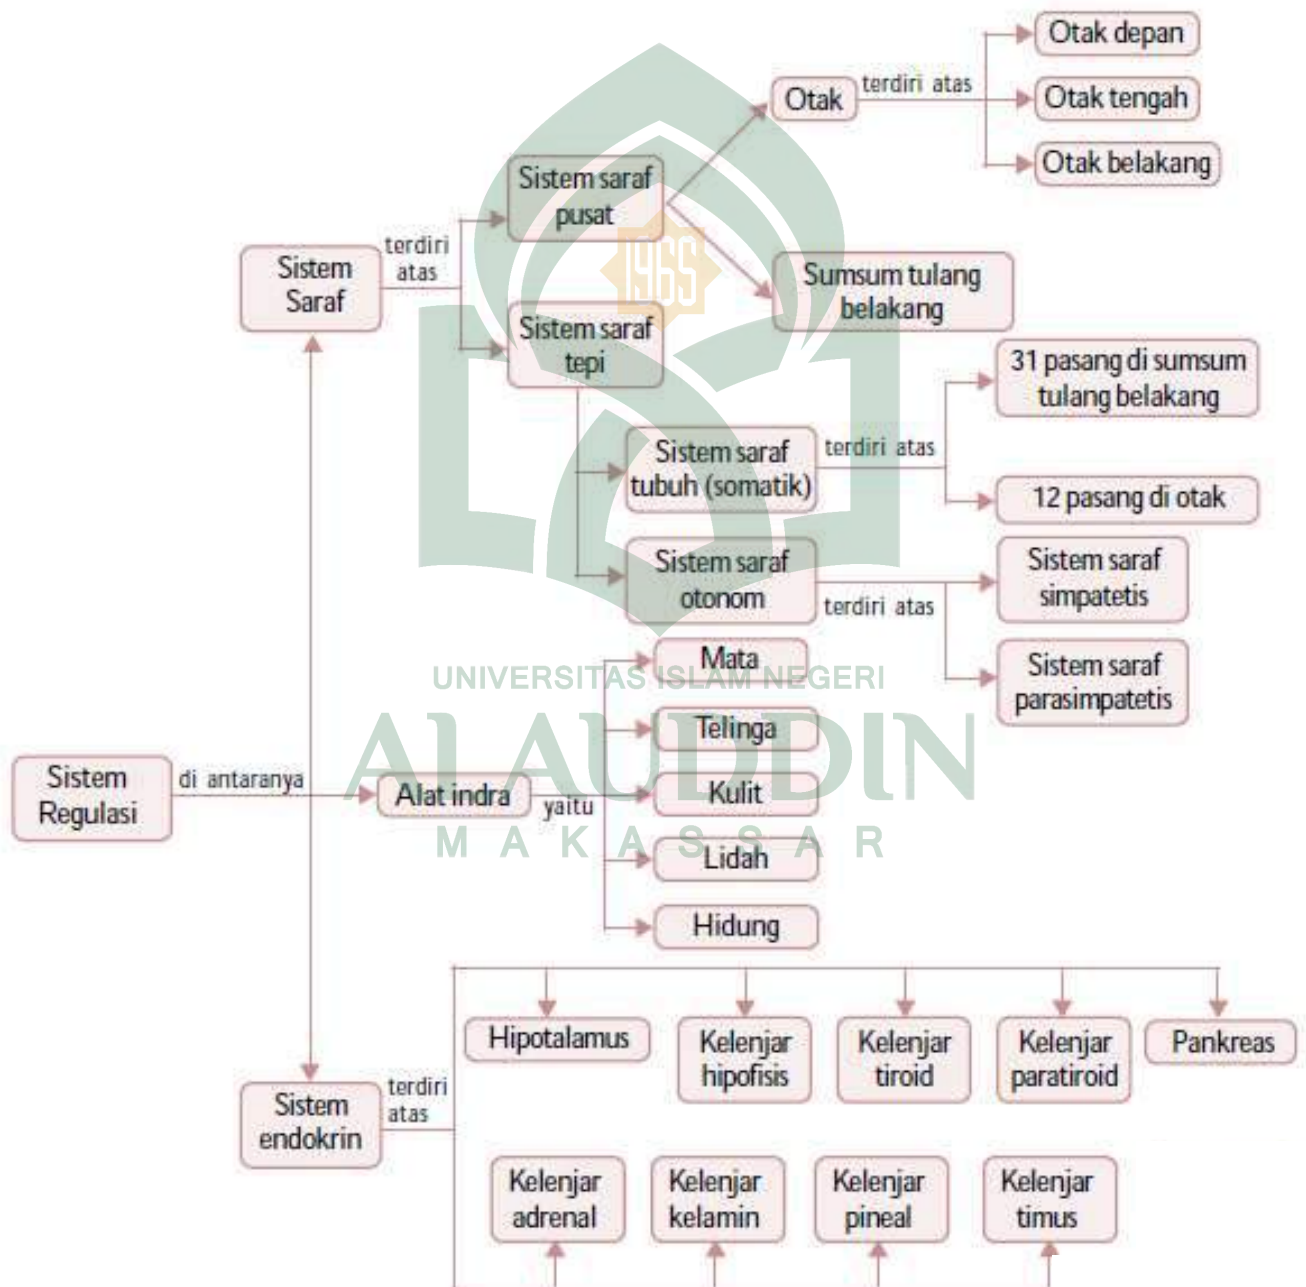 Otak depan
Otak
terdiri atas
Otak tengah
Otak belakang
Sistem saraf
pusat
Sistem
Saraf
terdiri
atas
1965
Sumsum tulang
belakang
Sistem saraf
tepi
31 pasang di sumsum
tulang belakang
Sistem saraf
tubuh (somatik)
terdiri atas
12 pasang di otak
Sistem saraf
otonom
terdiri atas
Sistem saraf
simpatetis
Sistem saraf
parasimpatetis
UNIVERSITAS ISLAM NEGERI
ALAUDDIN
MAKASSAR
Sistem
Regulasi
di antaranya
Alat indra
yaitu
Mata
Telinga
Kulit
Lidah
Hidung
Sistem
endokrin
terdiri
atas
Hipotalamus
Kelenjar
hipofisis
Kelenjar
tiroid
Kelenjar
paratiroid
Pankreas
Kelenjar
adrenal
Kelenjar
kelamin
Kelenjar
pineal
Kelenjar
timus